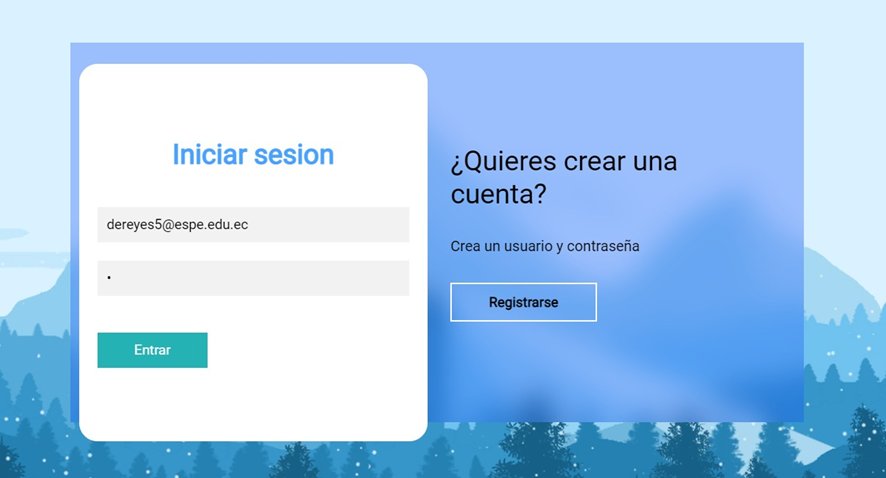 Iniciar sesion
dereyes5@espe.edu.ec
•
Entrar
¿Quieres crear una
cuenta?
Crea un usuario y contraseña
Registrarse